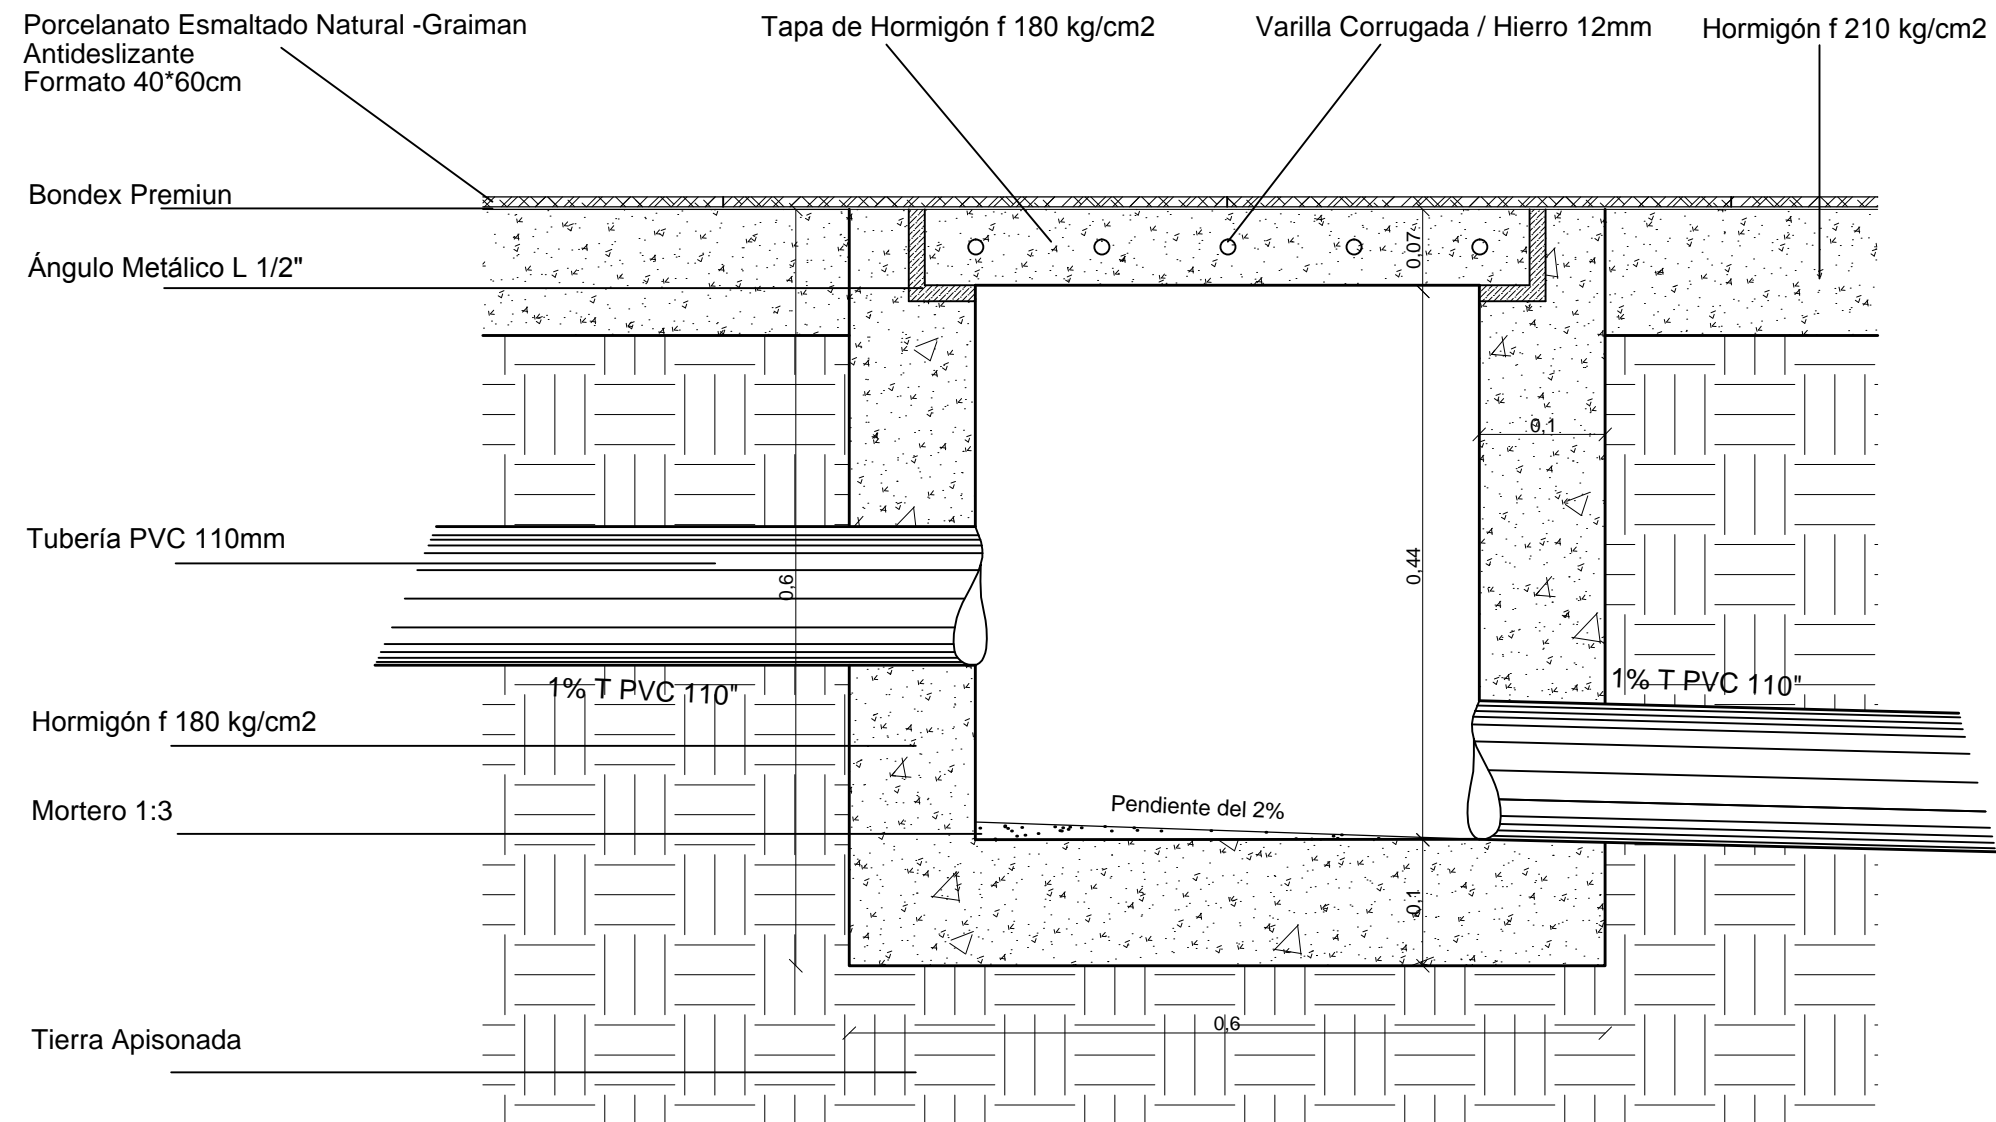 Porcelanato Esmaltado Natural -Graiman
Antideslizante
Formato 40*60cm
Tapa de Hormigón f 180 kg/cm2
Varilla Corrugada / Hierro 12mm
Hormigón f 210 kg/cm2
Bondex Premiun
Ángulo Metálico L 1/2"
0,07
0,1
Tubería PVC 110mm
0,6
0,44
1% T PVC 110"
1% T PVC 110"
Hormigón f 180 kg/cm2
Mortero 1:3
Pendiente del 2%
0,1
0,6
Tierra Apisonada